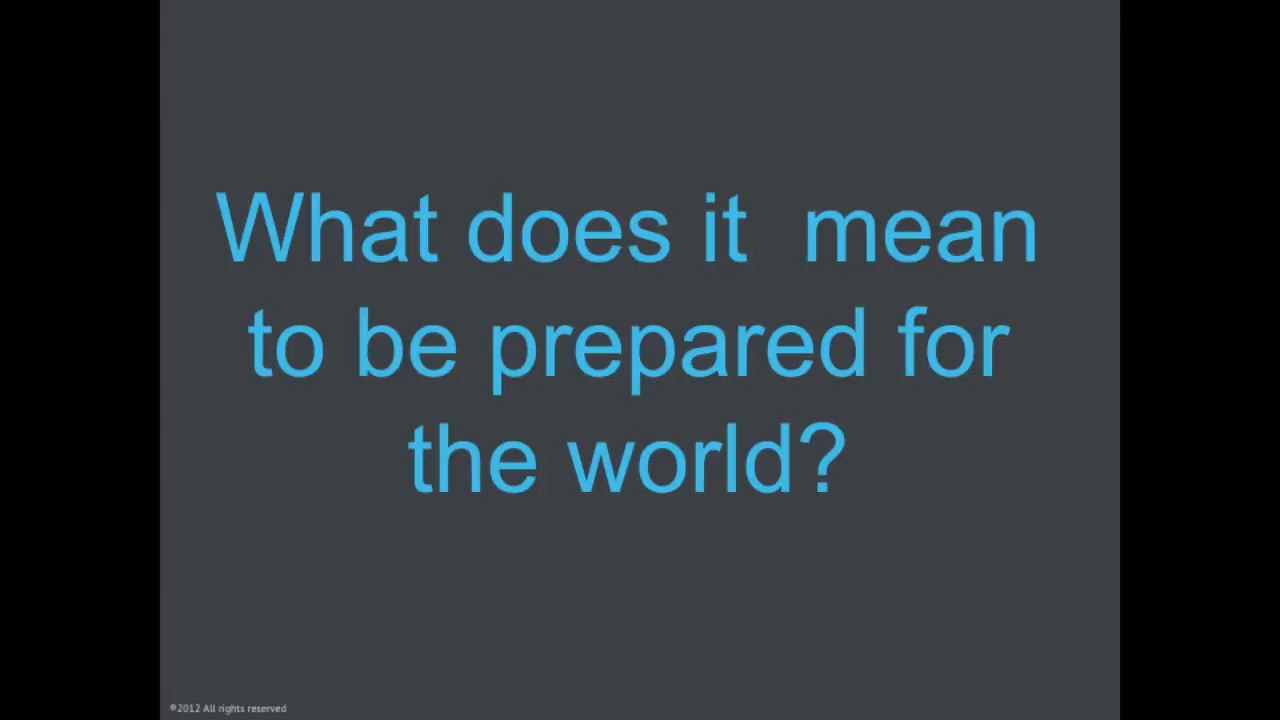 What does it  mean
to be prepared for
the world?
©2012 All rights reserved